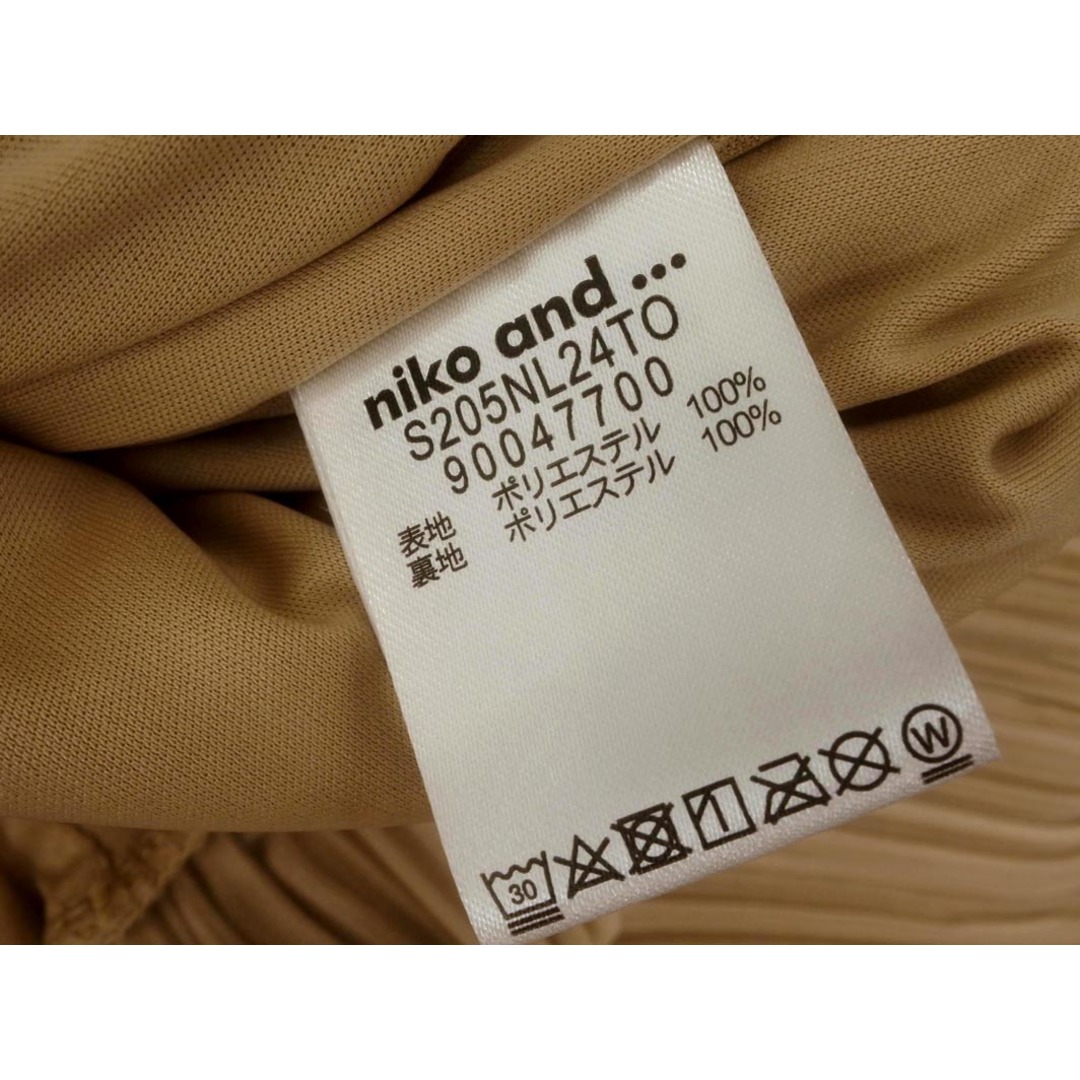 niko and ...
S205NL24TO
90047700
表地 ポリエステル 100%
裏地 ポリエステル 100%
30 W